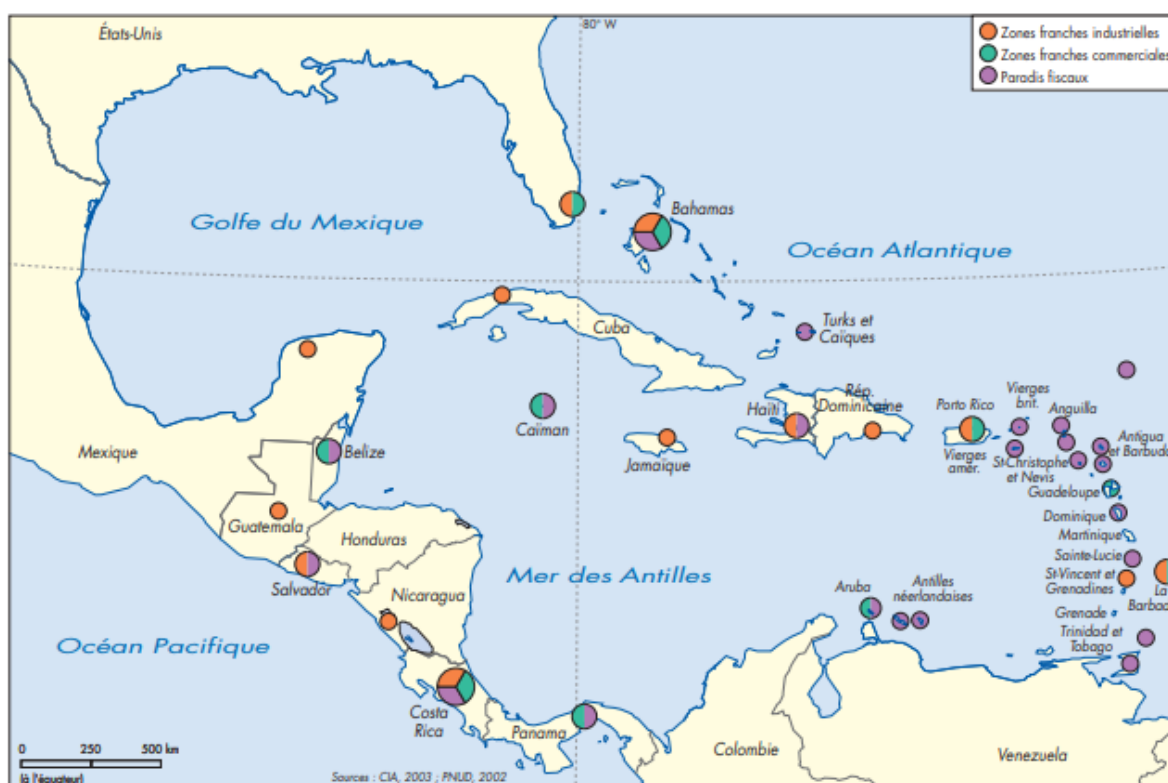 États-Unis
80° W
Zones franches industrielles
Zones franches commerciales
Paradis fiscaux
Golfe du Mexique
Bahamas
Océan Atlantique
Cuba
Turks et
Caïques
Caïman
Jamaïque
Haïti
Rép.
Dominicaine
Porto Rico
Vierges
brit.
Anguilla
Vierges
amér.
St-Christophe
et Nevis
Antigua
et Barbuda
Guadeloupe
Dominique
Martinique
Sainte-Lucie
St-Vincent et
Grenadines
La
Barbad
Grenade
Trinidad et
Tobago
Mexique
Belize
Guatemala
Honduras
Salvador
Nicaragua
Mer des Antilles
Aruba
Antilles
néerlandaises
Océan Pacifique
Costa
Rica
Panama
Colombie
Venezuela
0 250 500 km
(à l'équateur)
Sources : CIA, 2003 ; PNUD, 2002